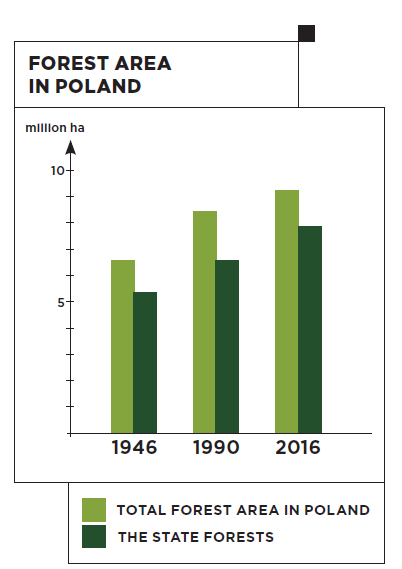 FOREST AREA
IN POLAND
million ha
10
5
1946 1990 2016
TOTAL FOREST AREA IN POLAND
THE STATE FORESTS